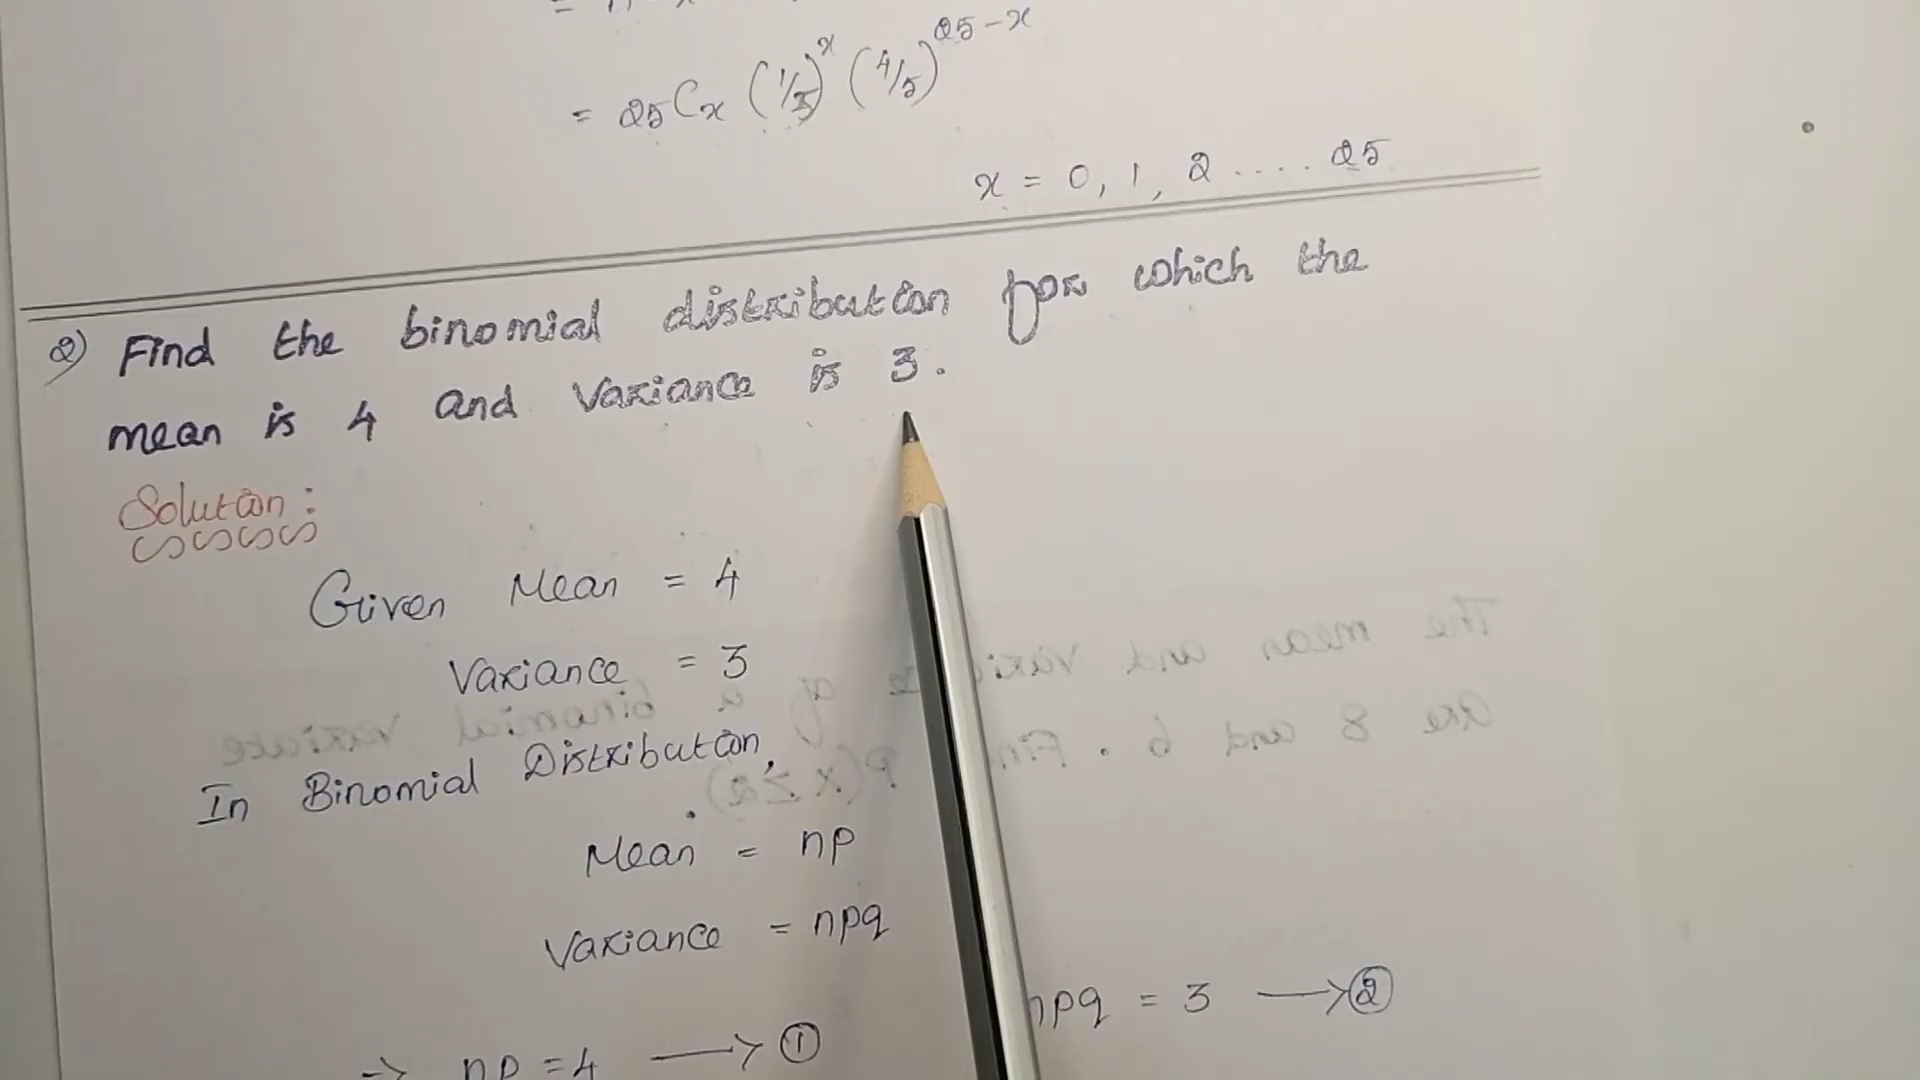 = 25Cx (1/5)^x (4/5)^25-x
x = 0, 1, 2 .... 25
2) Find the binomial distribution for which the
mean is 4 and Variance is 3.
Solution:
Given Mean = 4
Variance = 3
In Binomial Distribution,
Mean = np
Variance = npq
npq = 3 → ②
→ np = 4 → ①